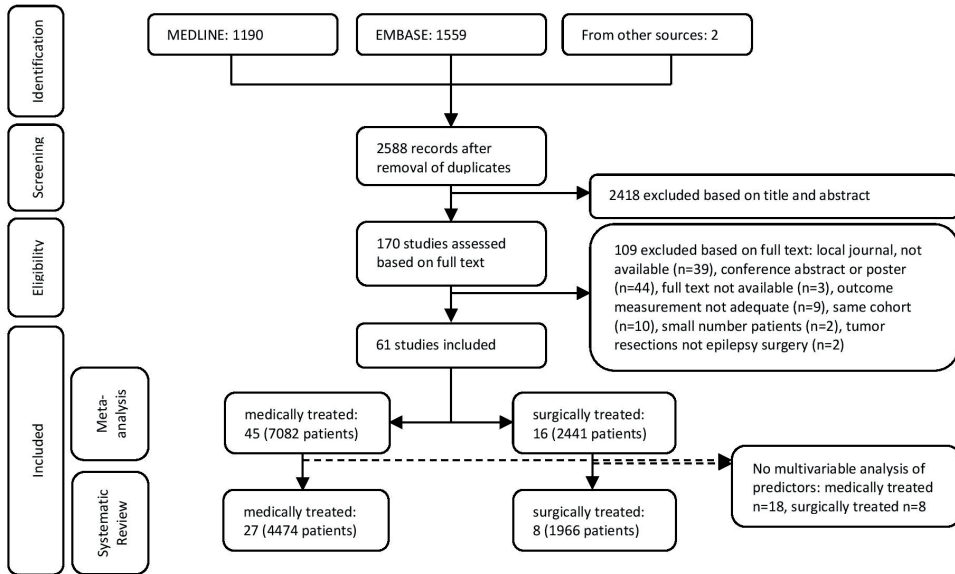 Identification
MEDLINE: 1190
EMBASE: 1559
From other sources: 2
Screening
2588 records after
removal of duplicates
2418 excluded based on title and abstract
Eligibility
170 studies assessed
based on full text
109 excluded based on full text: local journal, not
available (n=39), conference abstract or poster
(n=44), full text not available (n=3), outcome
measurement not adequate (n=9), same cohort
(n=10), small number patients (n=2), tumor
resections not epilepsy surgery (n=2)
Included
61 studies included
Meta-
analysis
medically treated:
45 (7082 patients)
surgically treated:
16 (2441 patients)
No multivariable analysis of
predictors: medically treated
n=18, surgically treated n=8
Systematic
Review
medically treated:
27 (4474 patients)
surgically treated:
8 (1966 patients)